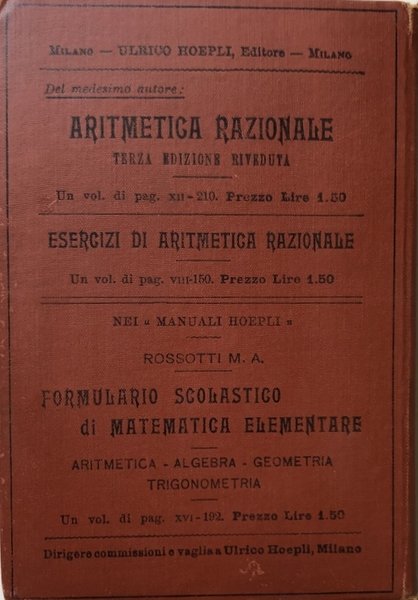 MILANO — ULRICO HOEPLI, Editore — MILANO
Del medesimo autore:
ARITMETICA RAZIONALE
TERZA EDIZIONE RIVEDUTA
Un vol. di pag. XII-210. Prezzo Lire 1.50
ESERCIZI DI ARITMETICA RAZIONALE
Un vol. di pag. VIII-150. Prezzo Lire 1.50
NEI « MANUALI HOEPLI »
ROSSOTTI M. A.
FORMULARIO SCOLASTICO
di MATEMATICA ELEMENTARE
ARITMETICA - ALGEBRA - GEOMETRIA
TRIGONOMETRIA
Un vol. di pag. XVI-192. Prezzo Lire 1.50
Dirigere commissioni e vaglia a Ulrico Hoepli, Milano